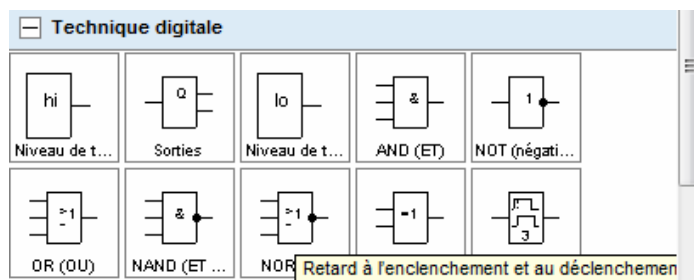 Technique digitale
hi Q lo & 1
Niveau de t... Sorties Niveau de t... AND (ET) NOT (négati...
>1 & >1 =1 3
OR (OU) NAND (ET ... NOR
Retard à l'enclenchement et au déclenchemen